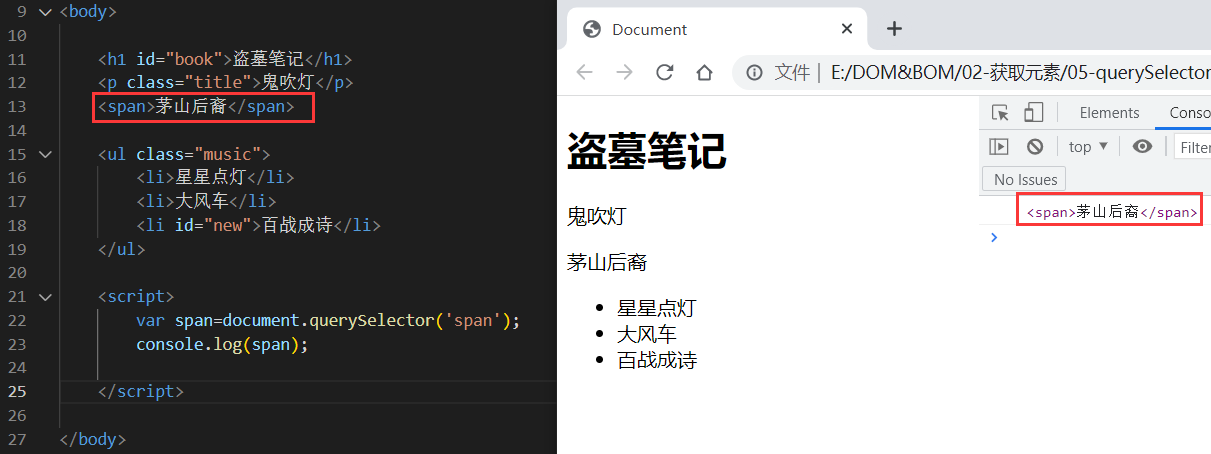 9 <body>
10
11 <h1 id="book">盗墓笔记</h1>
12 <p class="title">鬼吹灯</p>
13 <span>茅山后裔</span>
14
15 <ul class="music">
16 <li>星星点灯</li>
17 <li>大风车</li>
18 <li id="new">百战成诗</li>
19 </ul>
20
21 <script>
22 var span=document.querySelector('span');
23 console.log(span);
24
25 </script>
26
27 </body>
Document
文件 | E:/DOM&BOM/02-获取元素/05-querySelector
盗墓笔记
鬼吹灯
茅山后裔
星星点灯
大风车
百战成诗
Elements Conso
top Filter
No Issues
<span>茅山后裔</span>